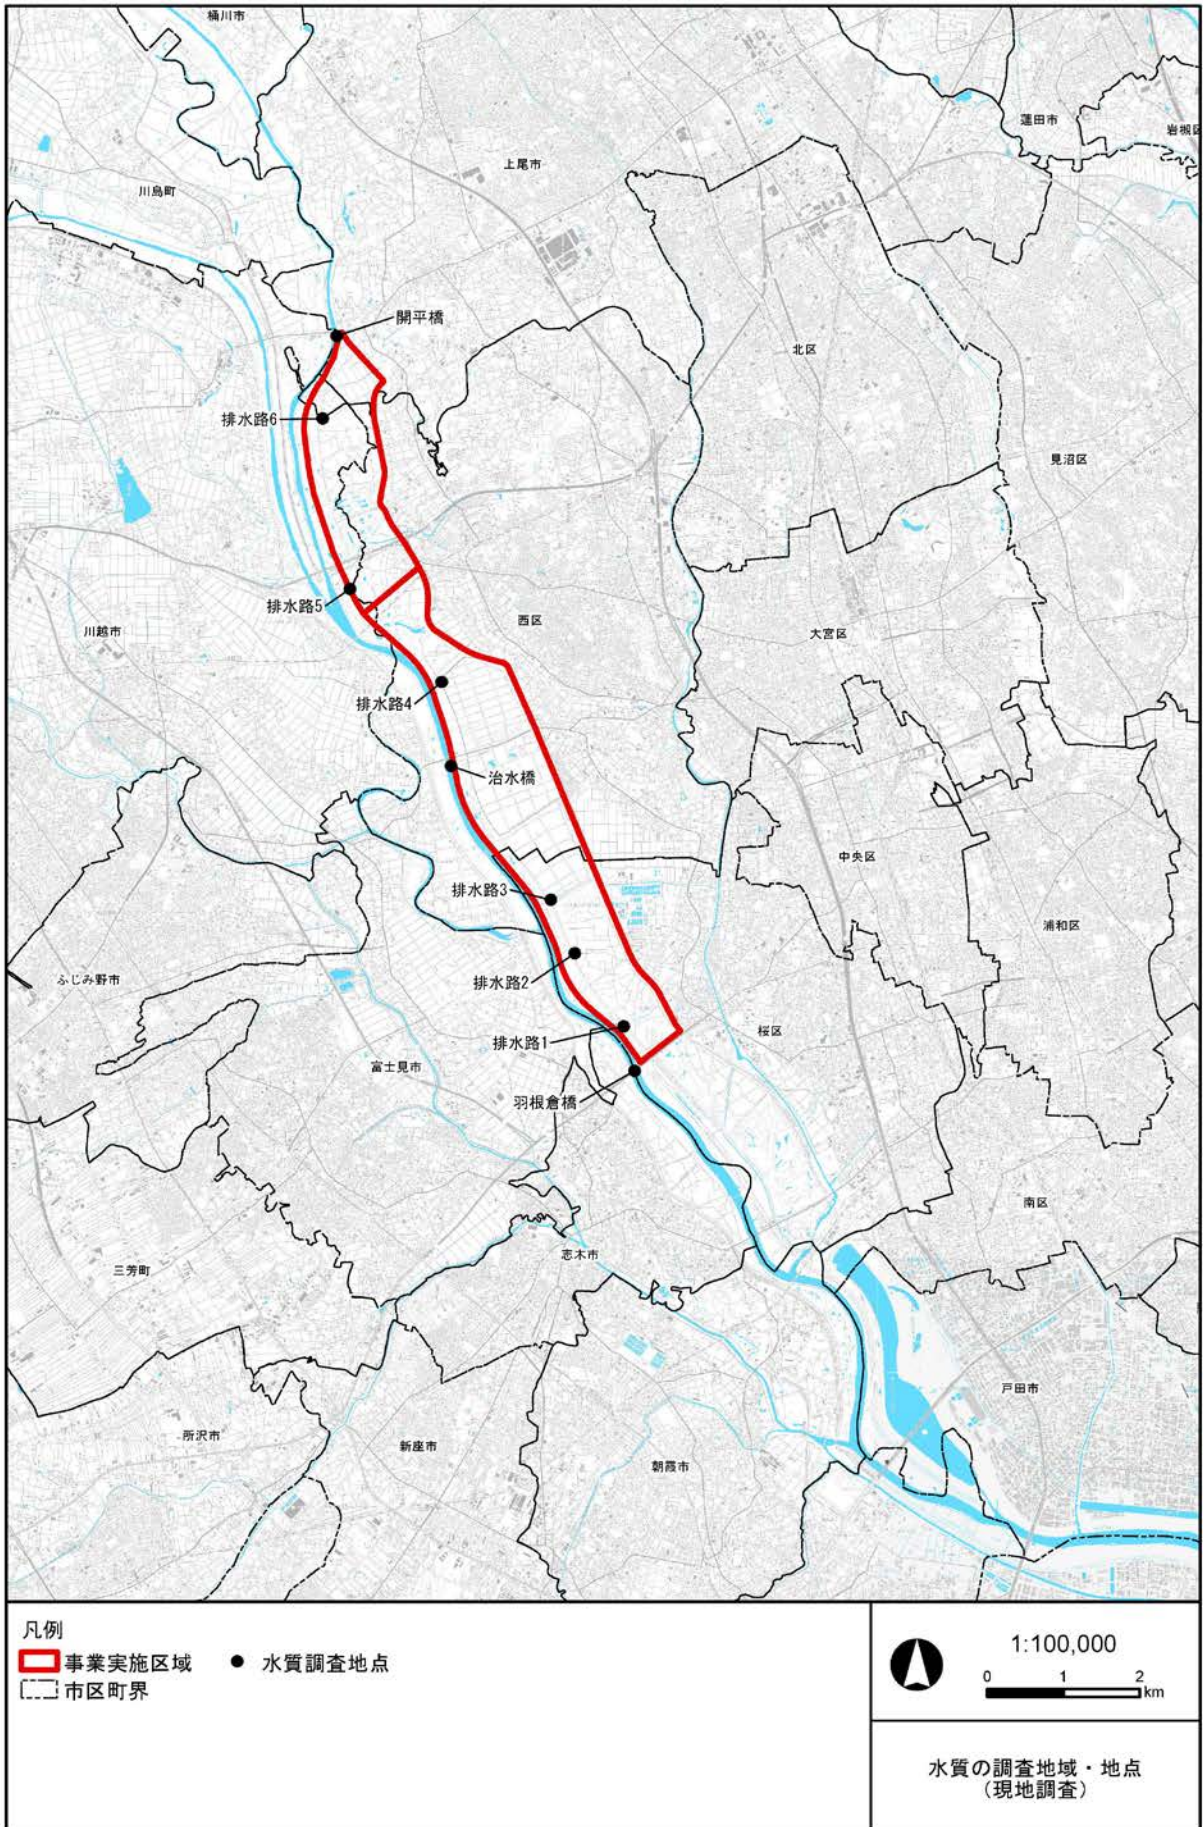 桶川市
蓮田市
岩槻区
上尾市
川島町
開平橋
北区
排水路6
見沼区
排水路5
西区
川越市
大宮区
排水路4
治水橋
中央区
排水路3
浦和区
排水路2
ふじみ野市
桜区
排水路1
富士見市
羽根倉橋
南区
志木市
三芳町
戸田市
所沢市
新座市
朝霞市
凡例
事業実施区域
水質調査地点
市区町界
1:100,000
0 1 2
km
水質の調査地域・地点
(現地調査)